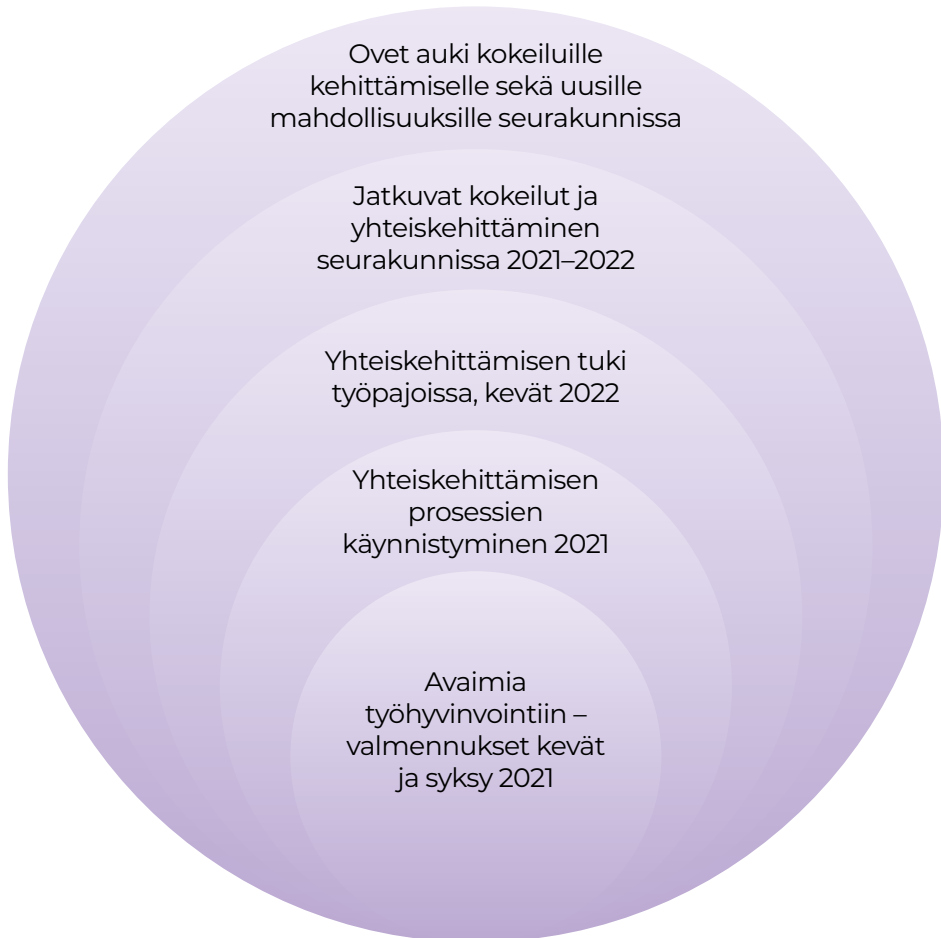 Ovet auki kokeiluille
kehittämiselle sekä uusille
mahdollisuuksille seurakunnissa
Jatkuvat kokeilut ja
yhteiskehittäminen
seurakunnissa 2021–2022
Yhteiskehittämisen tuki
työpajoissa, kevät 2022
Yhteiskehittämisen
prosessien
käynnistyminen 2021
Avaimia
työhyvinvointiin –
valmennukset kevät
ja syksy 2021